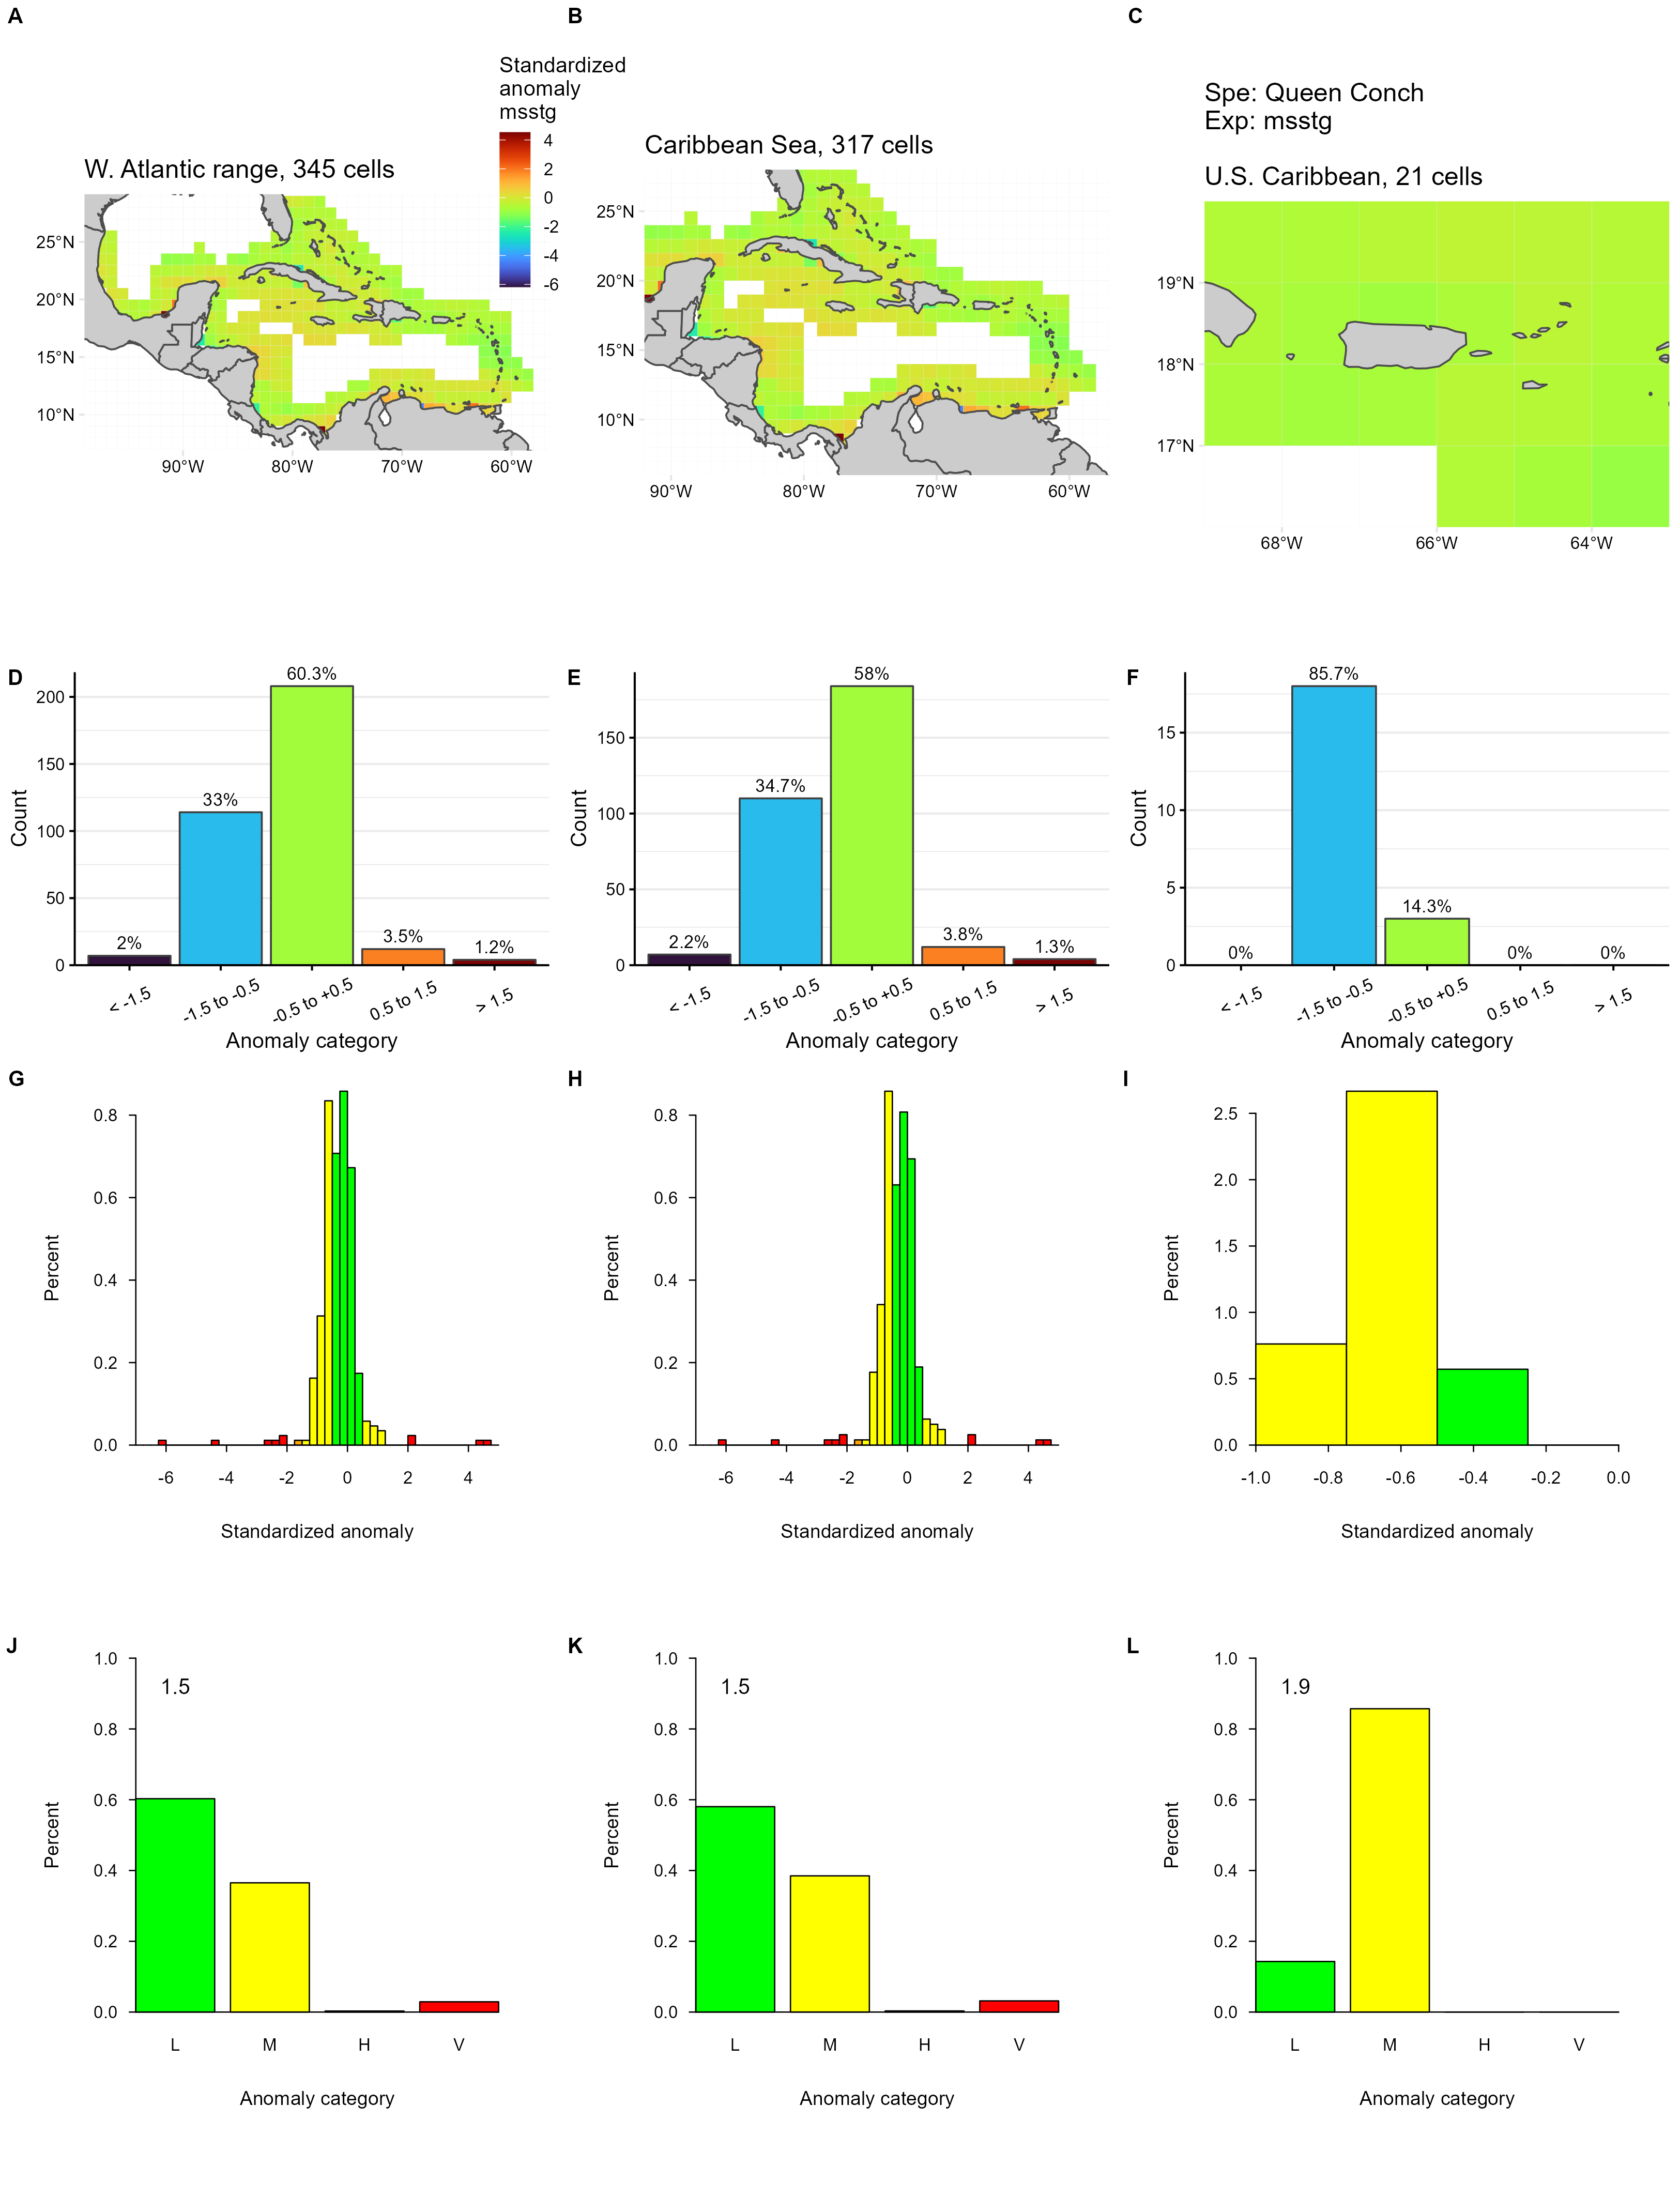 A
B
C
Standardized
anomaly
msstg
4
2
0
-2
-4
-6
W. Atlantic range, 345 cells
25°N
20°N
15°N
10°N
90°W
80°W
70°W
60°W
Caribbean Sea, 317 cells
25°N
20°N
15°N
10°N
90°W
80°W
70°W
60°W
Spe: Queen Conch
Exp: msstg
U.S. Caribbean, 21 cells
19°N
18°N
17°N
68°W
66°W
64°W
D
Count
200
150
100
50
0
2%
33%
60.3%
3.5%
1.2%
< -1.5
-1.5 to -0.5
-0.5 to +0.5
0.5 to 1.5
> 1.5
Anomaly category
E
Count
150
100
50
0
2.2%
34.7%
58%
3.8%
1.3%
< -1.5
-1.5 to -0.5
-0.5 to +0.5
0.5 to 1.5
> 1.5
Anomaly category
F
Count
15
10
5
0
0%
85.7%
14.3%
0%
0%
< -1.5
-1.5 to -0.5
-0.5 to +0.5
0.5 to 1.5
> 1.5
Anomaly category
G
Percent
0.8
0.6
0.4
0.2
0.0
-6
-4
-2
0
2
4
Standardized anomaly
H
Percent
0.8
0.6
0.4
0.2
0.0
-6
-4
-2
0
2
4
Standardized anomaly
I
Percent
2.5
2.0
1.5
1.0
0.5
0.0
-1.0
-0.8
-0.6
-0.4
-0.2
0.0
Standardized anomaly
J
Percent
1.0
0.8
0.6
0.4
0.2
0.0
1.5
L
M
H
V
Anomaly category
K
Percent
1.0
0.8
0.6
0.4
0.2
0.0
1.5
L
M
H
V
Anomaly category
L
Percent
1.0
0.8
0.6
0.4
0.2
0.0
1.9
L
M
H
V
Anomaly category